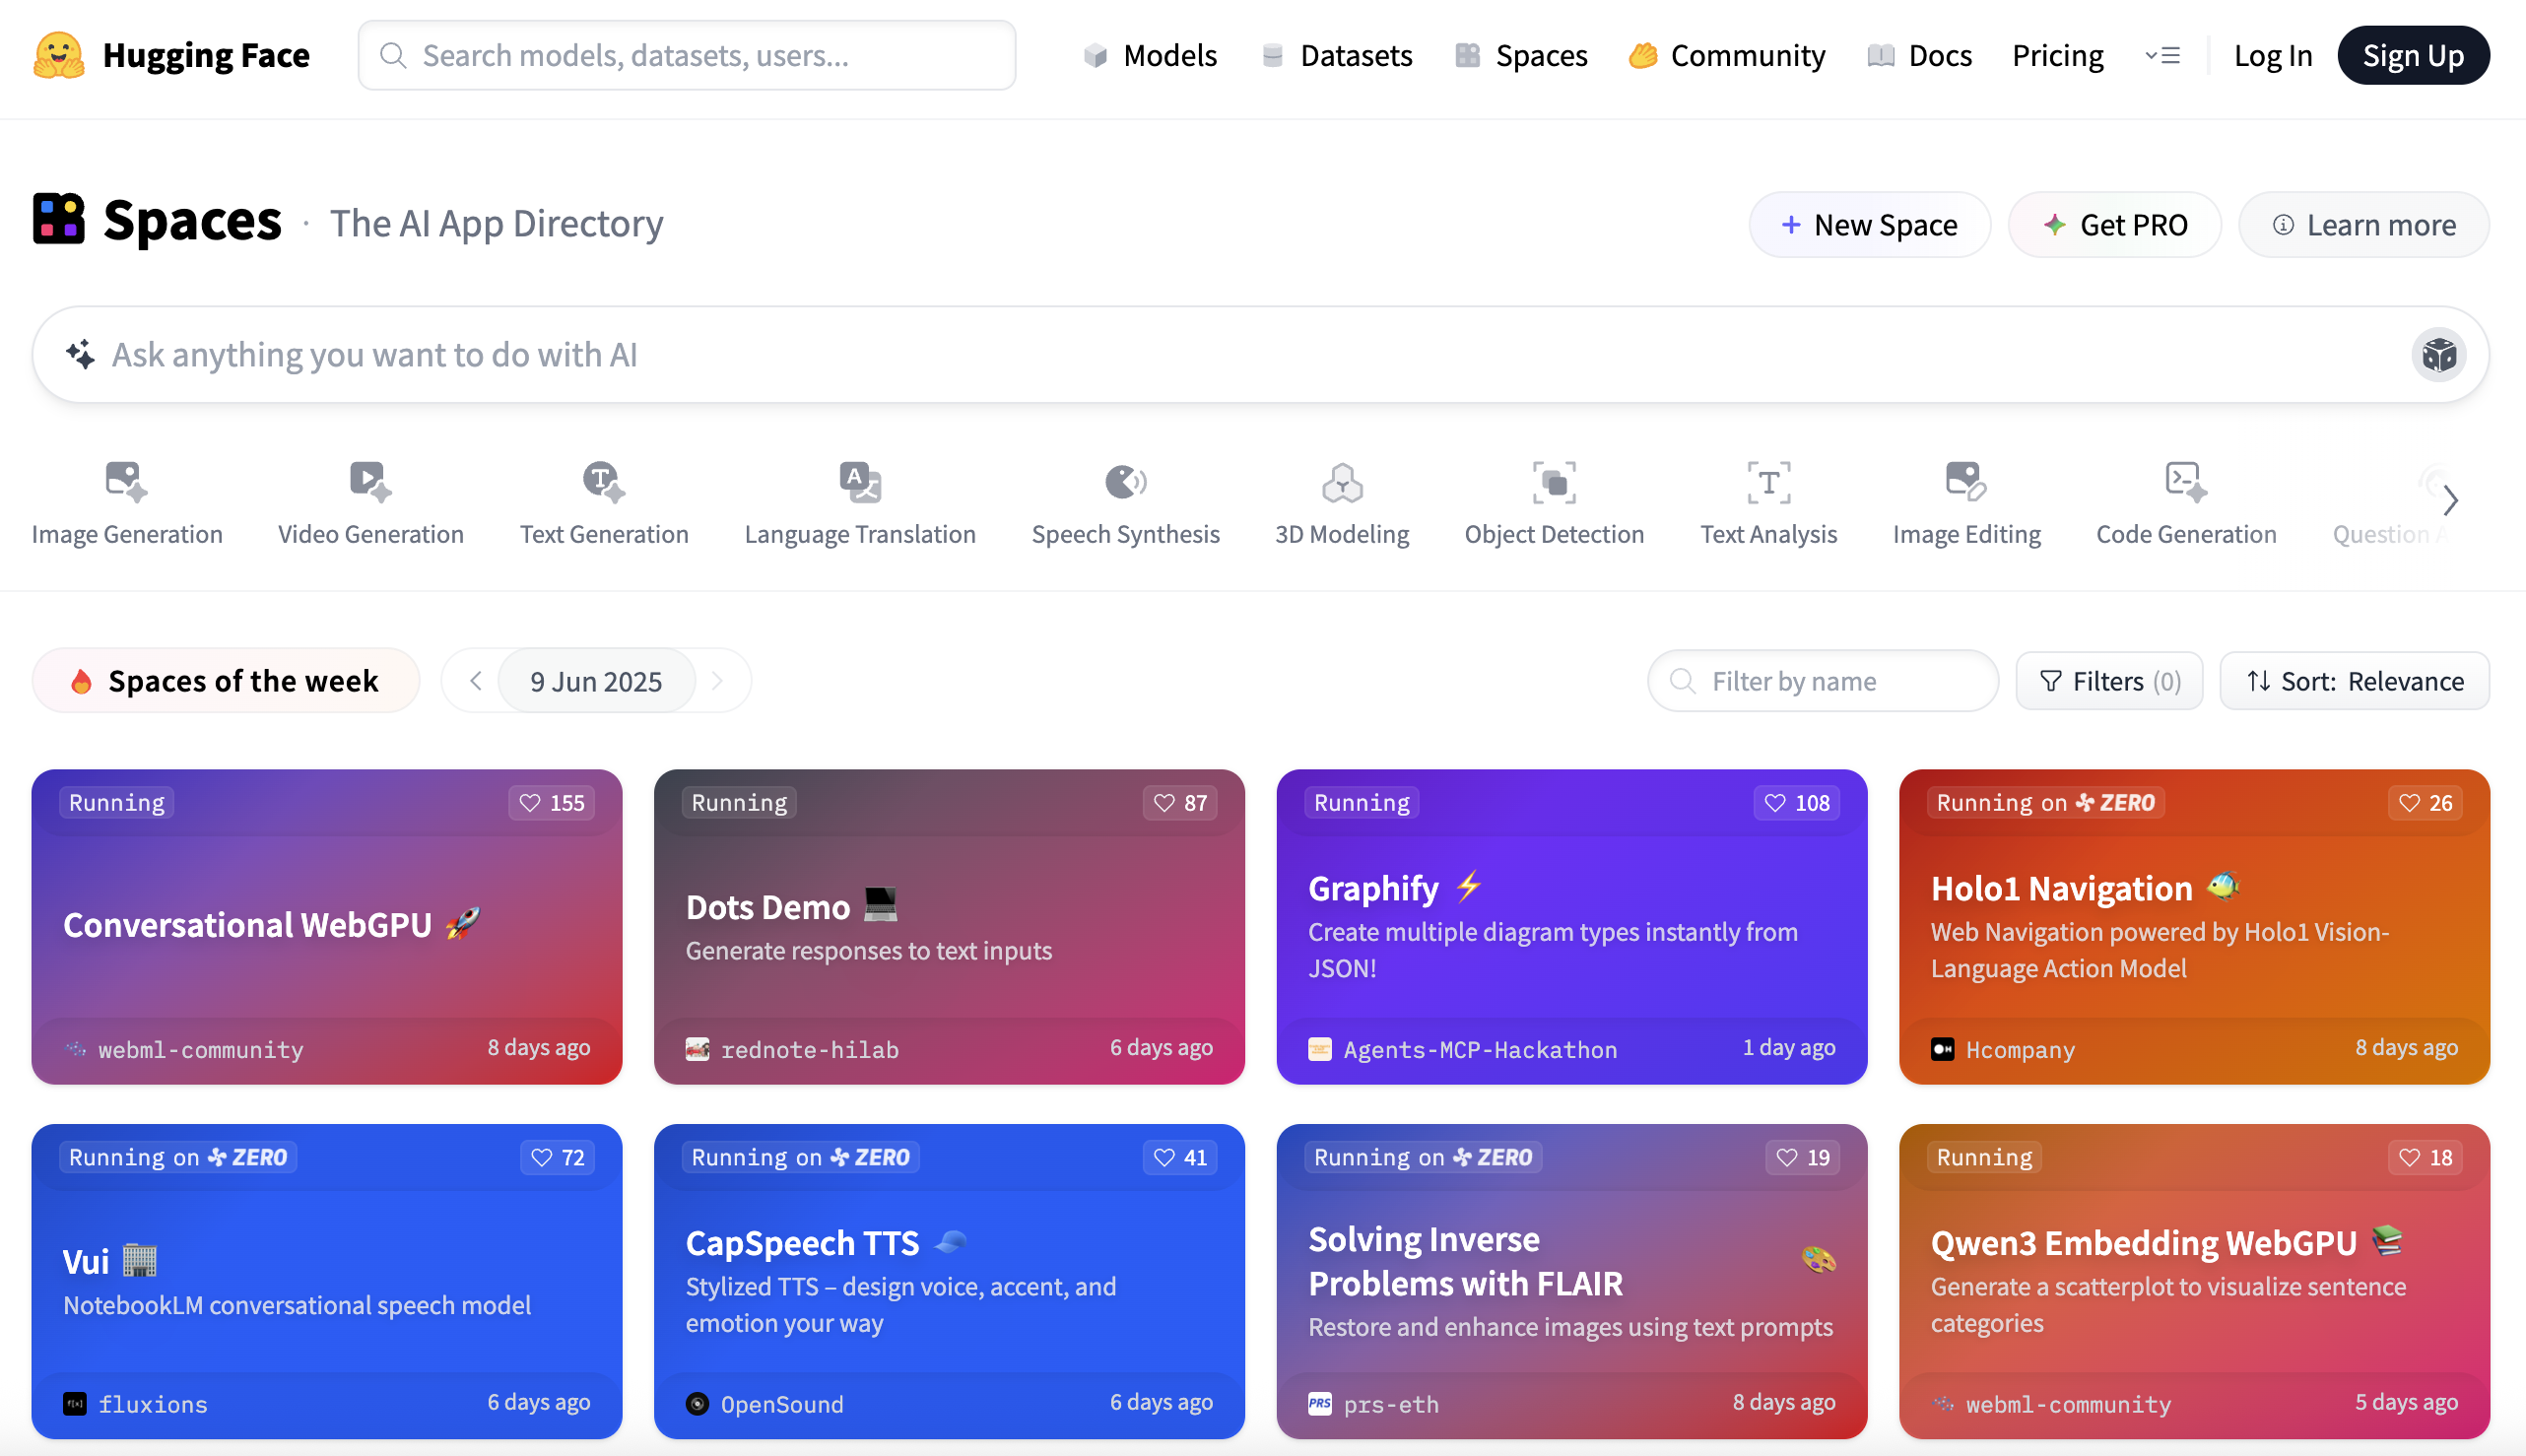 Hugging Face
Search models, datasets, users...
Models
Datasets
Spaces
Community
Docs
Pricing
Log In
Sign Up
Spaces · The AI App Directory
+ New Space
Get PRO
Learn more
Ask anything you want to do with AI
Image Generation
Video Generation
Text Generation
Language Translation
Speech Synthesis
3D Modeling
Object Detection
Text Analysis
Image Editing
Code Generation
Question
Spaces of the week
9 Jun 2025
Filter by name
Filters (0)
Sort: Relevance
Running
155
Conversational WebGPU 🚀
webml-community
8 days ago
Running
87
Dots Demo 💻
Generate responses to text inputs
rednote-hilab
6 days ago
Running
108
Graphify ⚡
Create multiple diagram types instantly from
JSON!
Agents-MCP-Hackathon
1 day ago
Running on ZERO
26
Holo1 Navigation 🐠
Web Navigation powered by Holo1 Vision-
Language Action Model
Hcompany
8 days ago
Running on ZERO
72
Vui 🏢
NotebookLM conversational speech model
fluxions
6 days ago
Running on ZERO
41
CapSpeech TTS 🧢
Stylized TTS – design voice, accent, and
emotion your way
OpenSound
6 days ago
Running on ZERO
19
Solving Inverse
Problems with FLAIR 🎨
Restore and enhance images using text prompts
PRS
prs-eth
8 days ago
Running
18
Qwen3 Embedding WebGPU 📚
Generate a scatterplot to visualize sentence
categories
webml-community
5 days ago